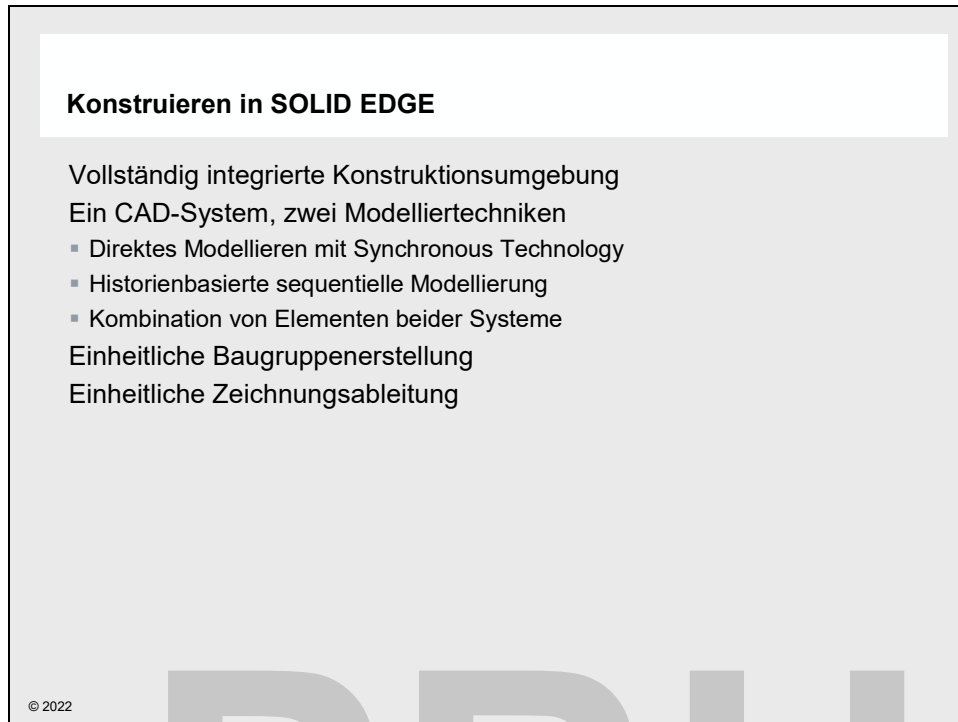 Konstruieren in SOLID EDGE
Vollständig integrierte Konstruktionsumgebung
Ein CAD-System, zwei Modelliertechniken
▪ Direktes Modellieren mit Synchronous Technology
▪ Historienbasierte sequentielle Modellierung
▪ Kombination von Elementen beider Systeme
Einheitliche Baugruppenerstellung
Einheitliche Zeichnungsableitung
© 2022